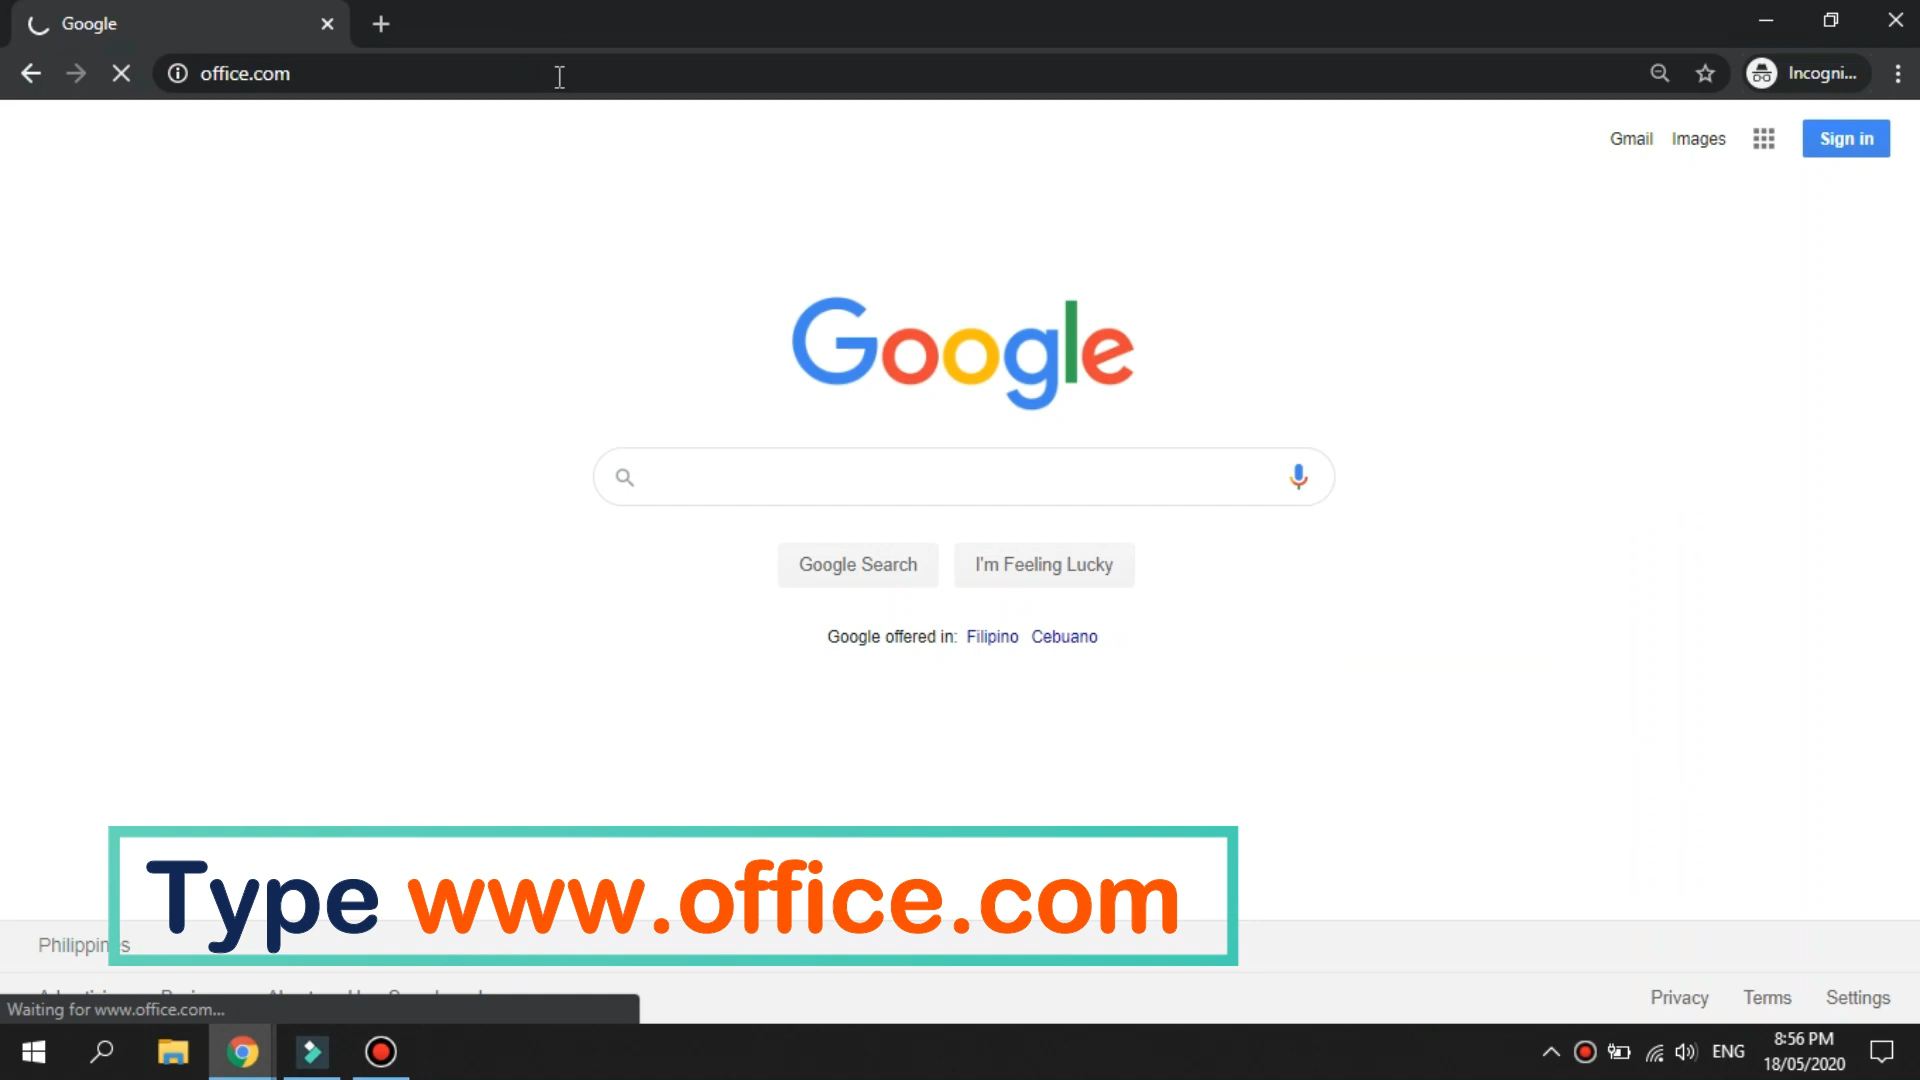 Google
office.com
Incogni...
Gmail Images Sign in
Google
Google Search I'm Feeling Lucky
Google offered in: Filipino Cebuano
Type www.office.com
Philippines
Privacy Terms Settings
Waiting for www.office.com...
ENG
8:56 PM
18/05/2020